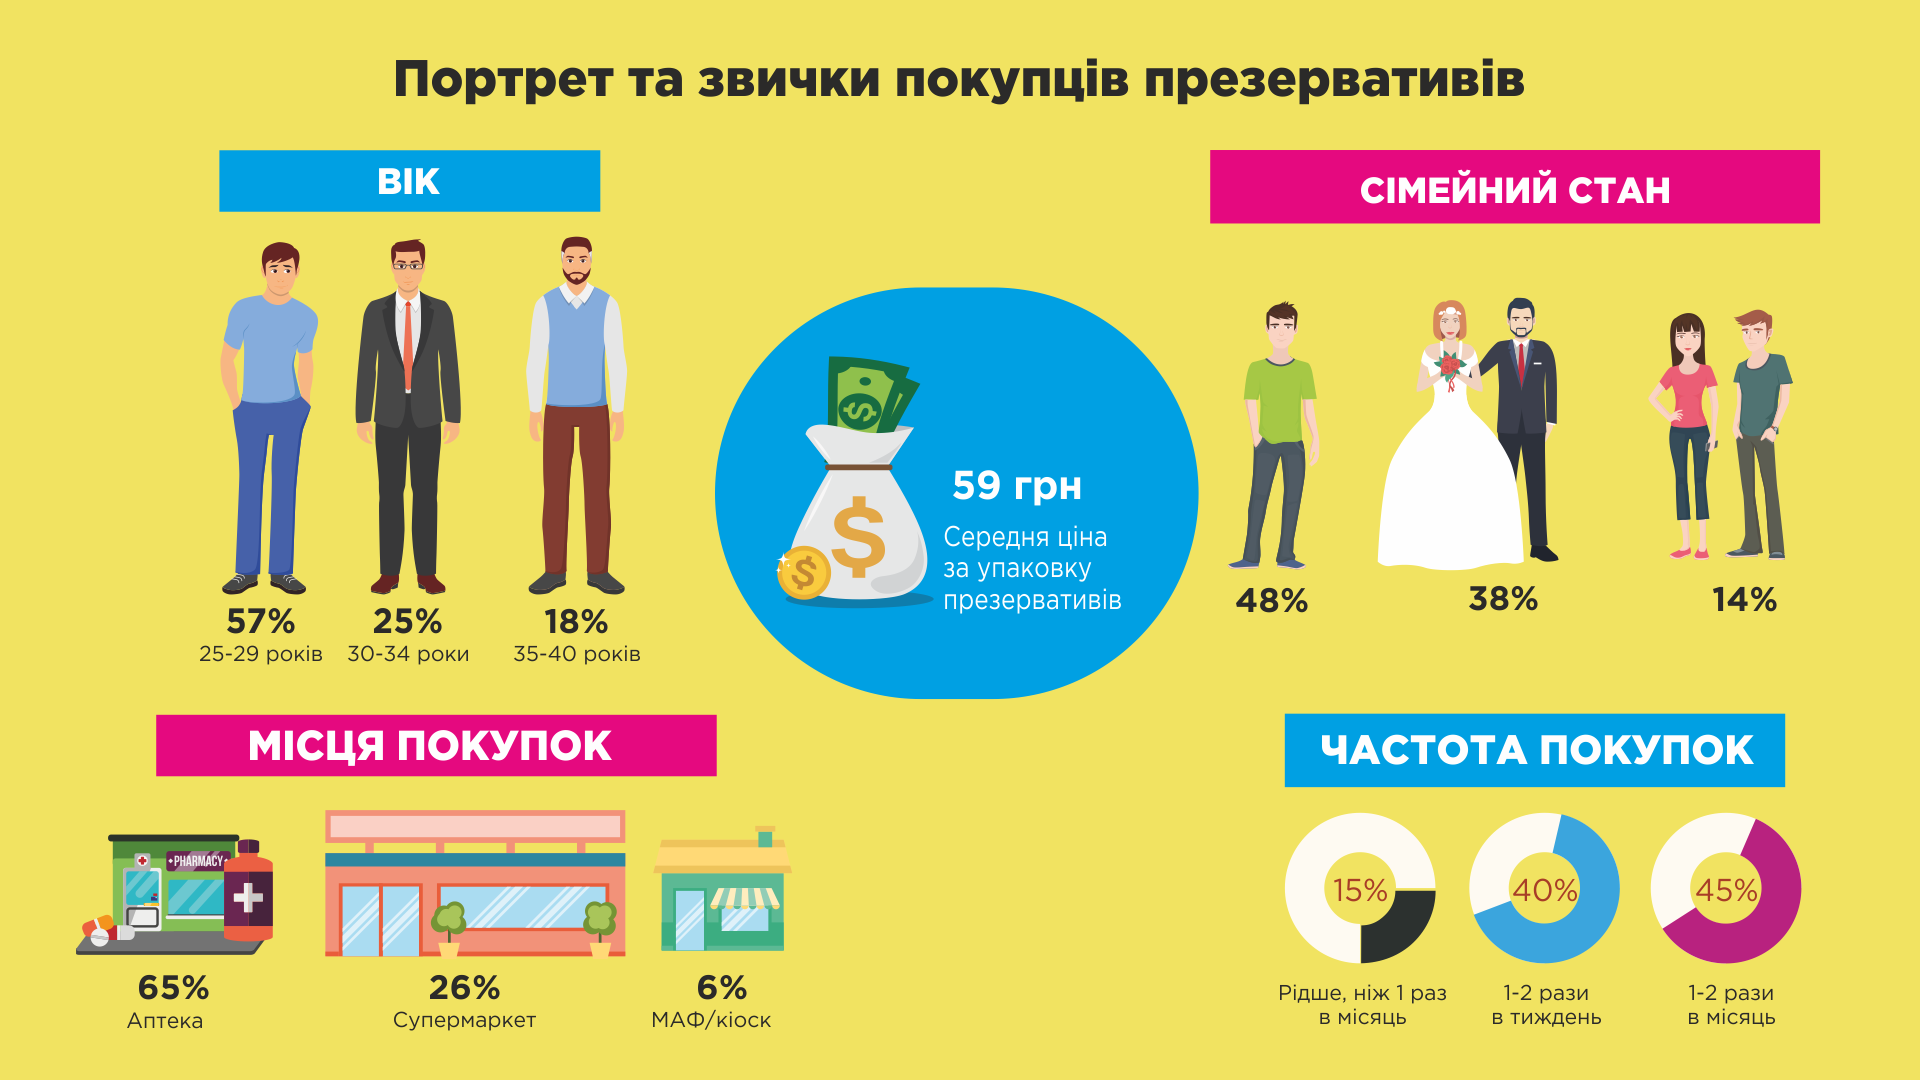 Портрет та звички покупців презервативів
ВІК
57%
25-29 років
25%
30-34 роки
18%
35-40 років
$
$
$
59 грн
Середня ціна
за упаковку
презервативів
СІМЕЙНИЙ СТАН
48%
38%
14%
МІСЦЯ ПОКУПОК
PHARMACY
65%
Аптека
26%
Супермаркет
6%
МАФ/кіоск
ЧАСТОТА ПОКУПОК
15%
Рідше, ніж 1 раз
в місяць
40%
1-2 рази
в тиждень
45%
1-2 рази
в місяць